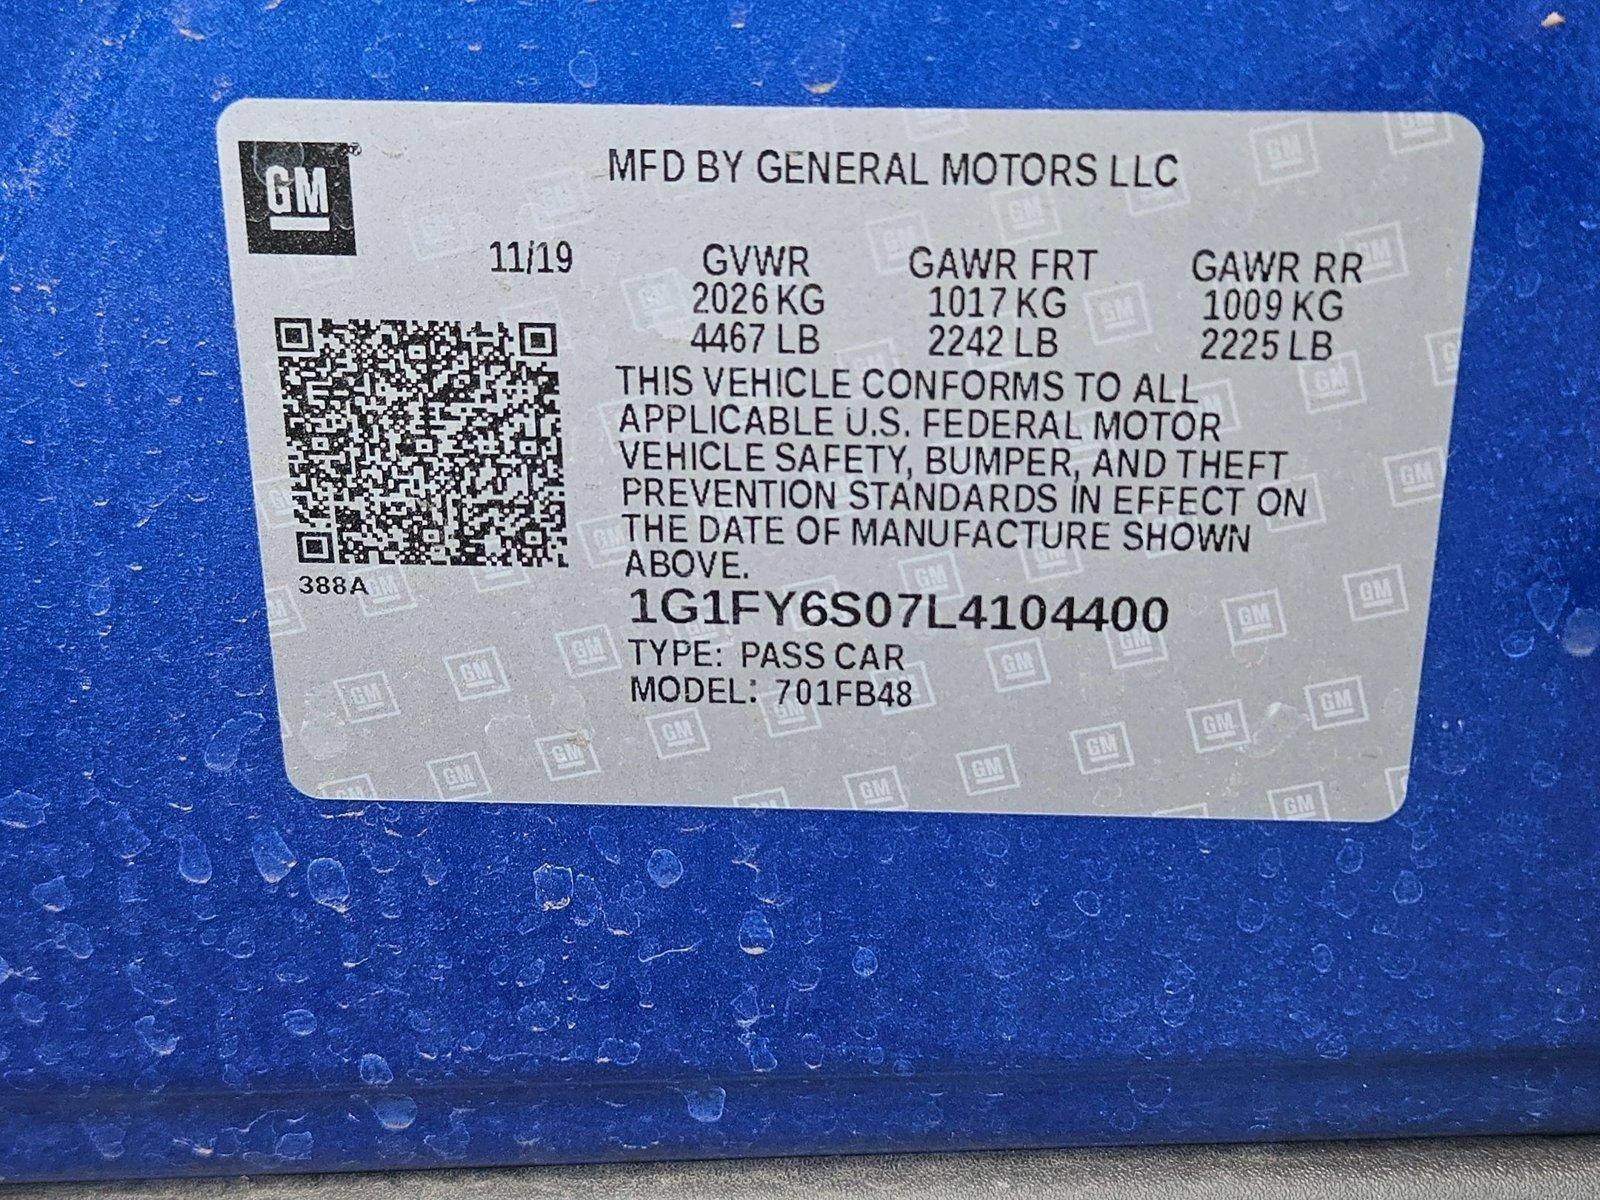 GM
MFD BY GENERAL MOTORS LLC
11/19 GVWR GAWR FRT GAWR RR
2026 KG 1017 KG 1009 KG
4467 LB 2242 LB 2225 LB
THIS VEHICLE CONFORMS TO ALL
APPLICABLE U.S. FEDERAL MOTOR
VEHICLE SAFETY, BUMPER, AND THEFT
PREVENTION STANDARDS IN EFFECT ON
THE DATE OF MANUFACTURE SHOWN
ABOVE.
388A
1G1FY6S07L4104400
TYPE: PASS CAR
MODEL: 701FB48